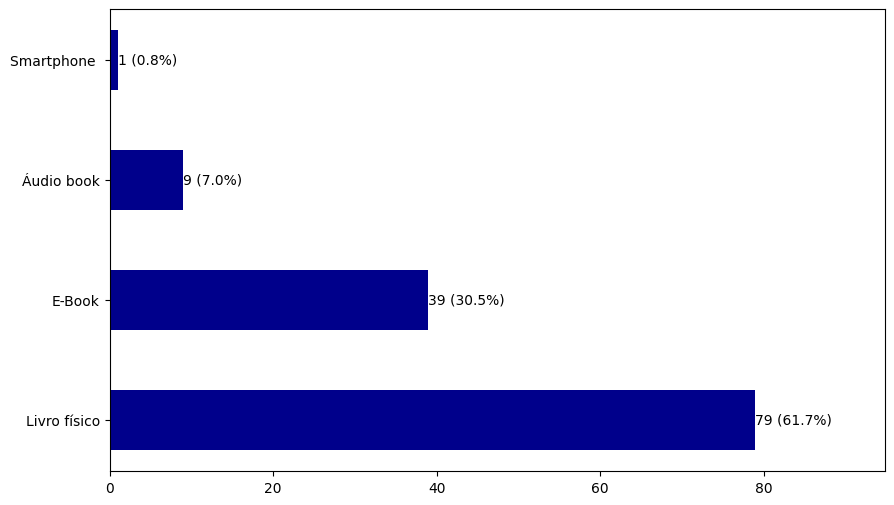 Smartphone 1 (0.8%)
Áudio book 9 (7.0%)
E-Book 39 (30.5%)
Livro físico 79 (61.7%)
0 20 40 60 80